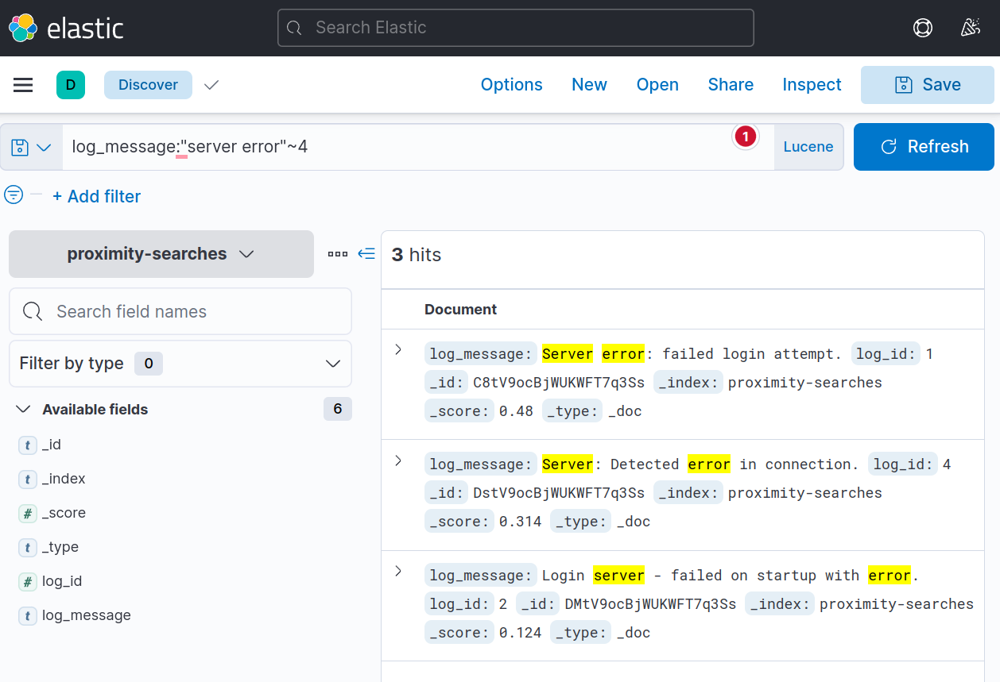 elastic
Search Elastic
D
Discover
Options
New
Open
Share
Inspect
Save
log_message:"server error"~4
1
Lucene
Refresh
+ Add filter
proximity-searches
Search field names
Filter by type 0
Available fields 6
t _id
t _index
# _score
t _type
# log_id
t log_message
3 hits
Document
log_message: Server error: failed login attempt. log_id: 1
_id: C8tV9ocBjWUKWFT7q3Ss _index: proximity-searches
_score: 0.48 _type: _doc
log_message: Server: Detected error in connection. log_id: 4
_id: DstV9ocBjWUKWFT7q3Ss _index: proximity-searches
_score: 0.314 _type: _doc
log_message: Login server - failed on startup with error.
log_id: 2 _id: DMtV9ocBjWUKWFT7q3Ss _index: proximity-searches
_score: 0.124 _type: _doc